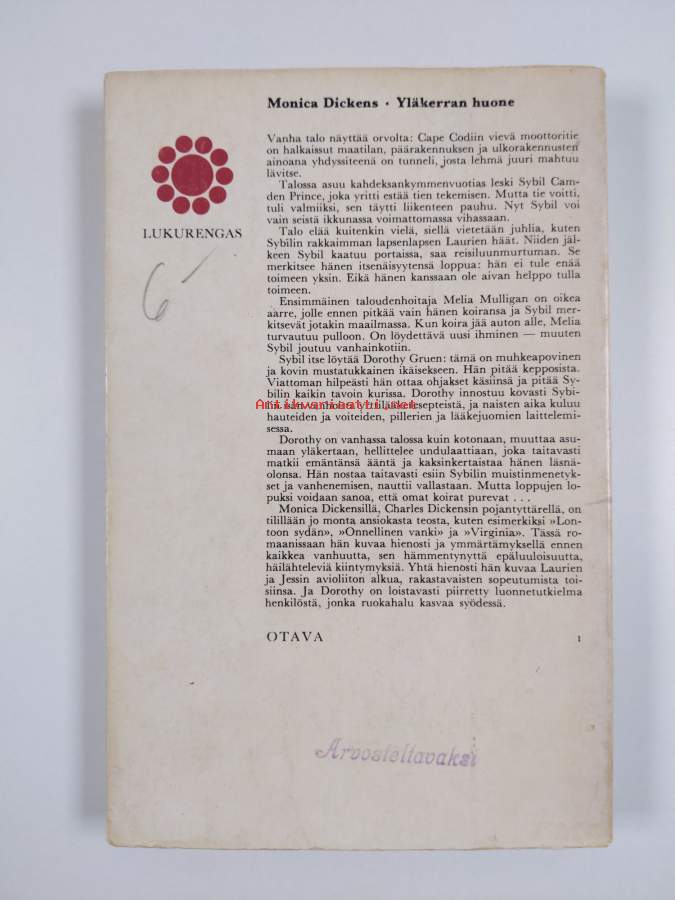 Monica Dickens · Yläkerran huone
Vanha talo näyttää orvolta: Cape Codiin vievä moottoritie
on halkaissut maatilan, päärakennuksen ja ulkorakennusten
ainoana yhdyssiteenä on tunneli, josta lehmä juuri mahtuu
lävitse.
Talossa asuu kahdeksankymmenvuotias leski Sybil Cam-
den Prince, joka yritti estää tien tekemisen. Mutta tie voitti,
tuli valmiiksi, sen täytti liikenteen pauhu. Nyt Sybil voi
vain seistä ikkunassa voimattomassa vihassaan.
Talo elää kuitenkin vielä, siellä vietetään juhlia, kuten
Sybilin rakkaimman lapsenlapsen Laurien häät. Niiden jäl-
keen Sybil kaatuu portaissa, saa reisiluunmurtuman. Se
merkitsee hänen itsenäisyytensä loppua: hän ei tule enää
toimeen yksin. Eikä hänen kanssaan ole aivan helppo tulla
toimeen.
Ensimmäinen taloudenhoitaja Melia Mulligan on oikea
aarre, jolle ennen pitkää vain hänen koiransa ja Sybil mer-
kitsevät jotakin maailmassa. Kun koira jää auton alle, Melia
turvautuu pulloon. On löydettävä uusi ihminen — muuten
Sybil joutuu vanhainkotiin.
Sybil itse löytää Dorothy Gruen: tämä on muhkeapovinen
ja kovin mustatukkainen ikäisekseen. Hän pitää kepposista.
Viattoman hilpeästi hän ottaa ohjakset käsiinsä ja pitää Sy-
biliä kaikin tavoin kurissa. Dorothy innostuu kovasti Sybi-
Antikvariaatti.net
lin vanhoista yrttilääkeresepteistä, ja naisten aika kuluu
hauteiden ja voiteiden, pillerien ja lääkejuomien laittelemi-
sessa.
Dorothy on vanhassa talossa kuin kotonaan, muuttaa asu-
maan yläkertaan, hellittelee undulaattiaan, joka taitavasti
matkii emäntänsä ääntä ja kaksinkertaistaa hänen läsnä-
olonsa. Hän nostaa taitavasti esiin Sybilin muistinmenetyk-
set ja vanhenemisen, nauttii vallastaan. Mutta loppujen lo-
puksi voidaan sanoa, että omat koirat purevat . . .
Monica Dickensillä, Charles Dickensin pojantyttärellä, on
tilillään jo monta ansiokasta teosta, kuten esimerkiksi »Lon-
toon sydän», »Onnellinen vanki» ja »Virginia». Tässä ro-
maanissaan hän kuvaa hienosti ja ymmärtämyksellä ennen
kaikkea vanhuutta, sen hämmentynyttä epäluuloisuutta,
häilähteleviä kiintymyksiä. Yhtä hienosti hän kuvaa Laurien
ja Jessin avioliiton alkua, rakastavaisten sopeutumista toi-
siinsa. Ja Dorothy on loistavasti piirretty luonnetutkielma
henkilöstä, jonka ruokahalu kasvaa syödessä.
OTAVA 1
LUKURENGAS
6
Arvosteltavaksi